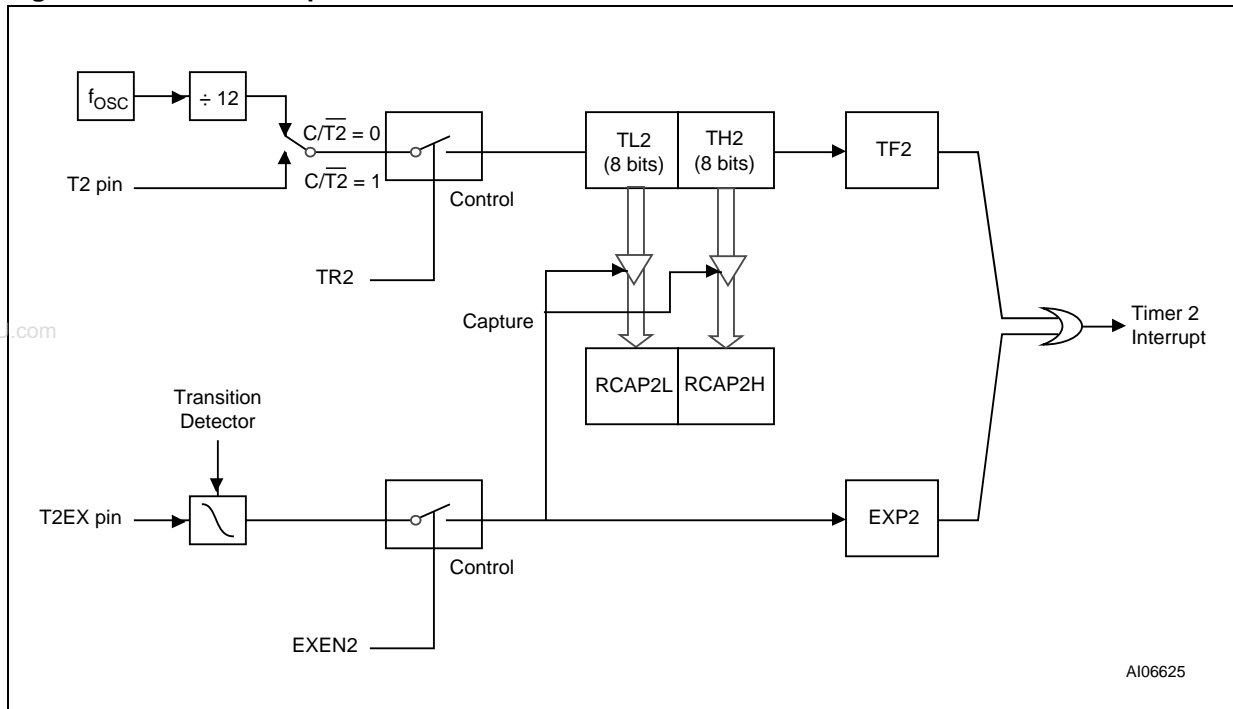 fOSC
÷ 12
C/T2 = 0
C/T2 = 1
T2 pin
Control
TR2
TL2
(8 bits)
TH2
(8 bits)
TF2
Capture
RCAP2L
RCAP2H
Timer 2
Interrupt
Transition
Detector
T2EX pin
Control
EXEN2
EXP2
AI06625
.com